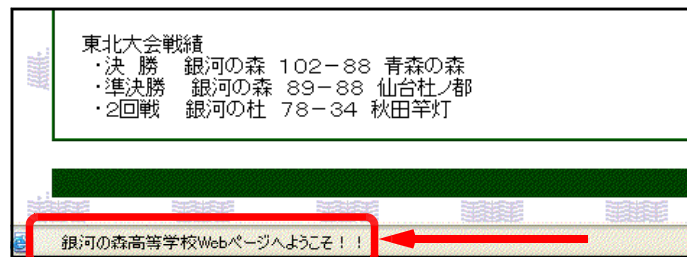 東北大会戦績
・決 勝 銀河の森 102－88 青森の森
・準決勝 銀河の森 89－88 仙台杜ノ都
・2回戦 銀河の杜 78－34 秋田竿灯
銀河の森高等学校Webページへようこそ！！